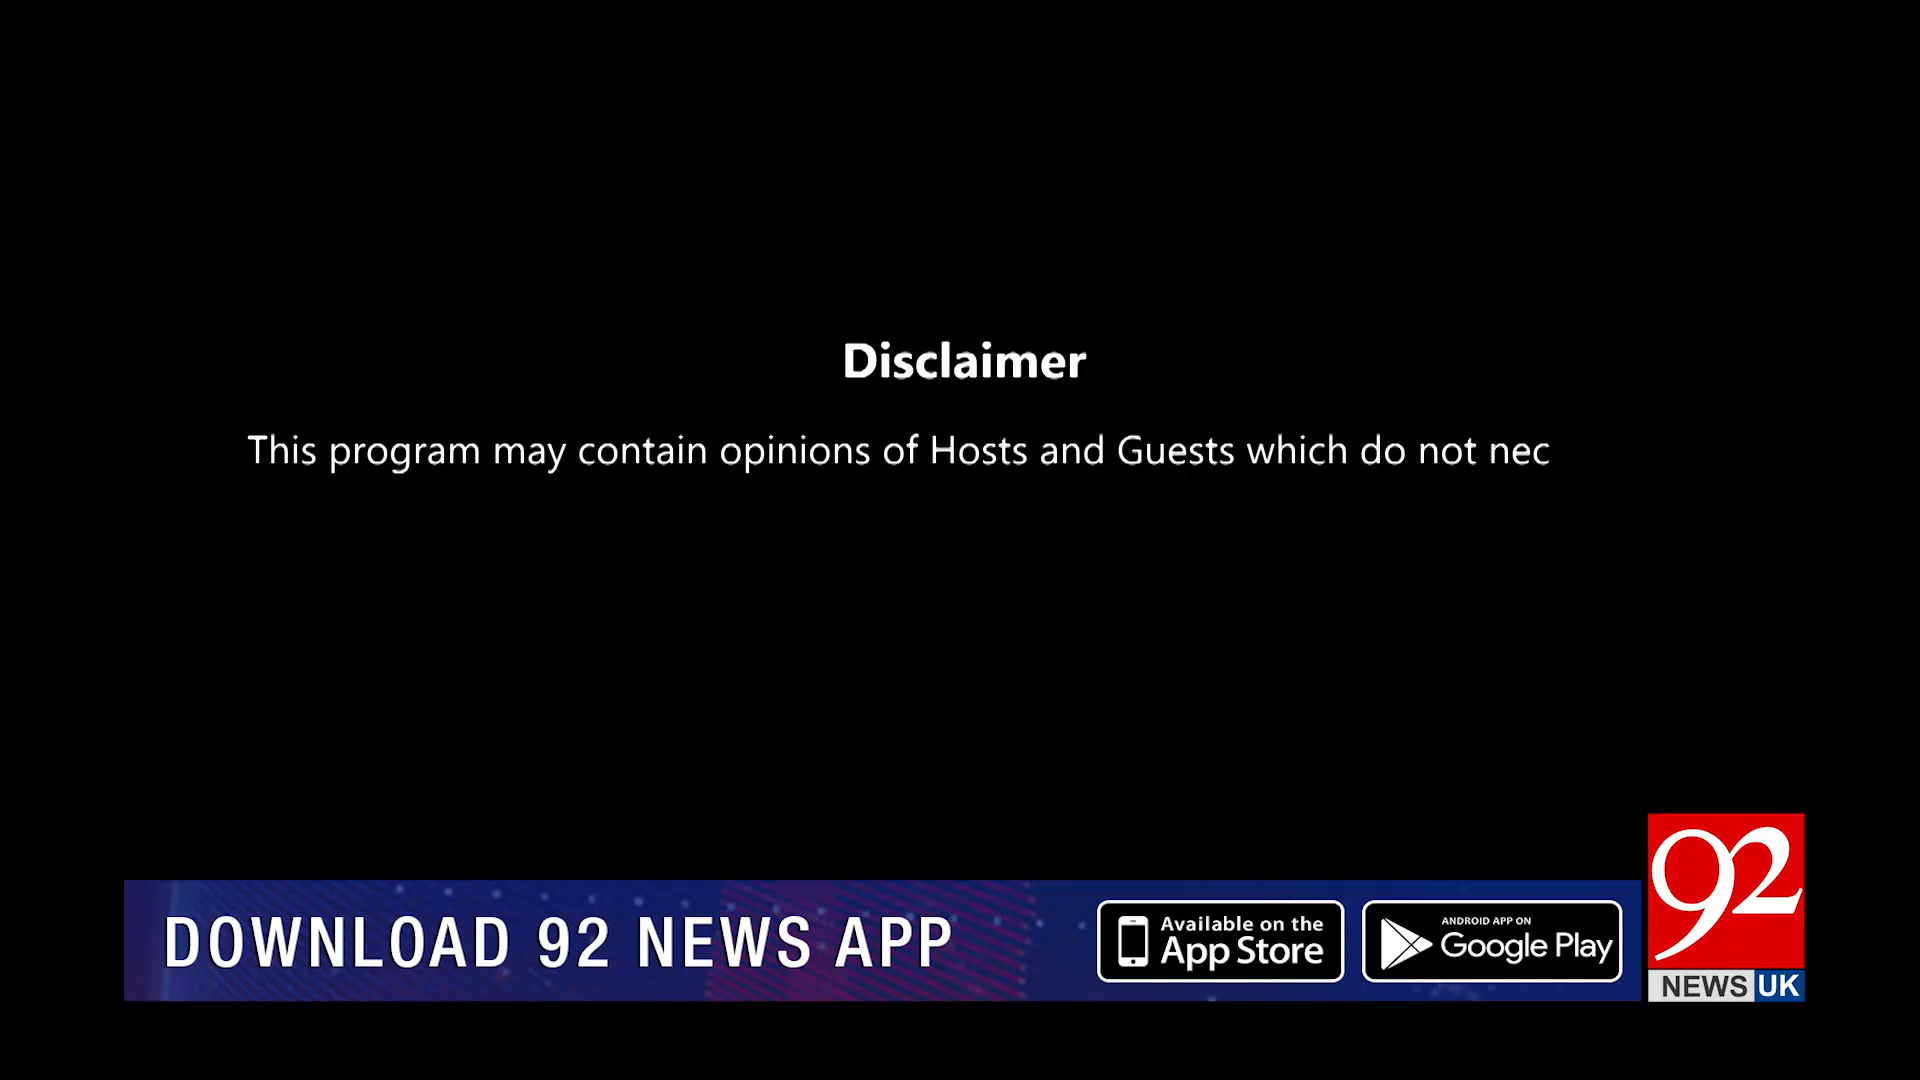 Disclaimer
This program may contain opinions of Hosts and Guests which do not nec
DOWNLOAD 92 NEWS APP
Available on the
App Store
ANDROID APP ON
Google Play
92
NEWS UK